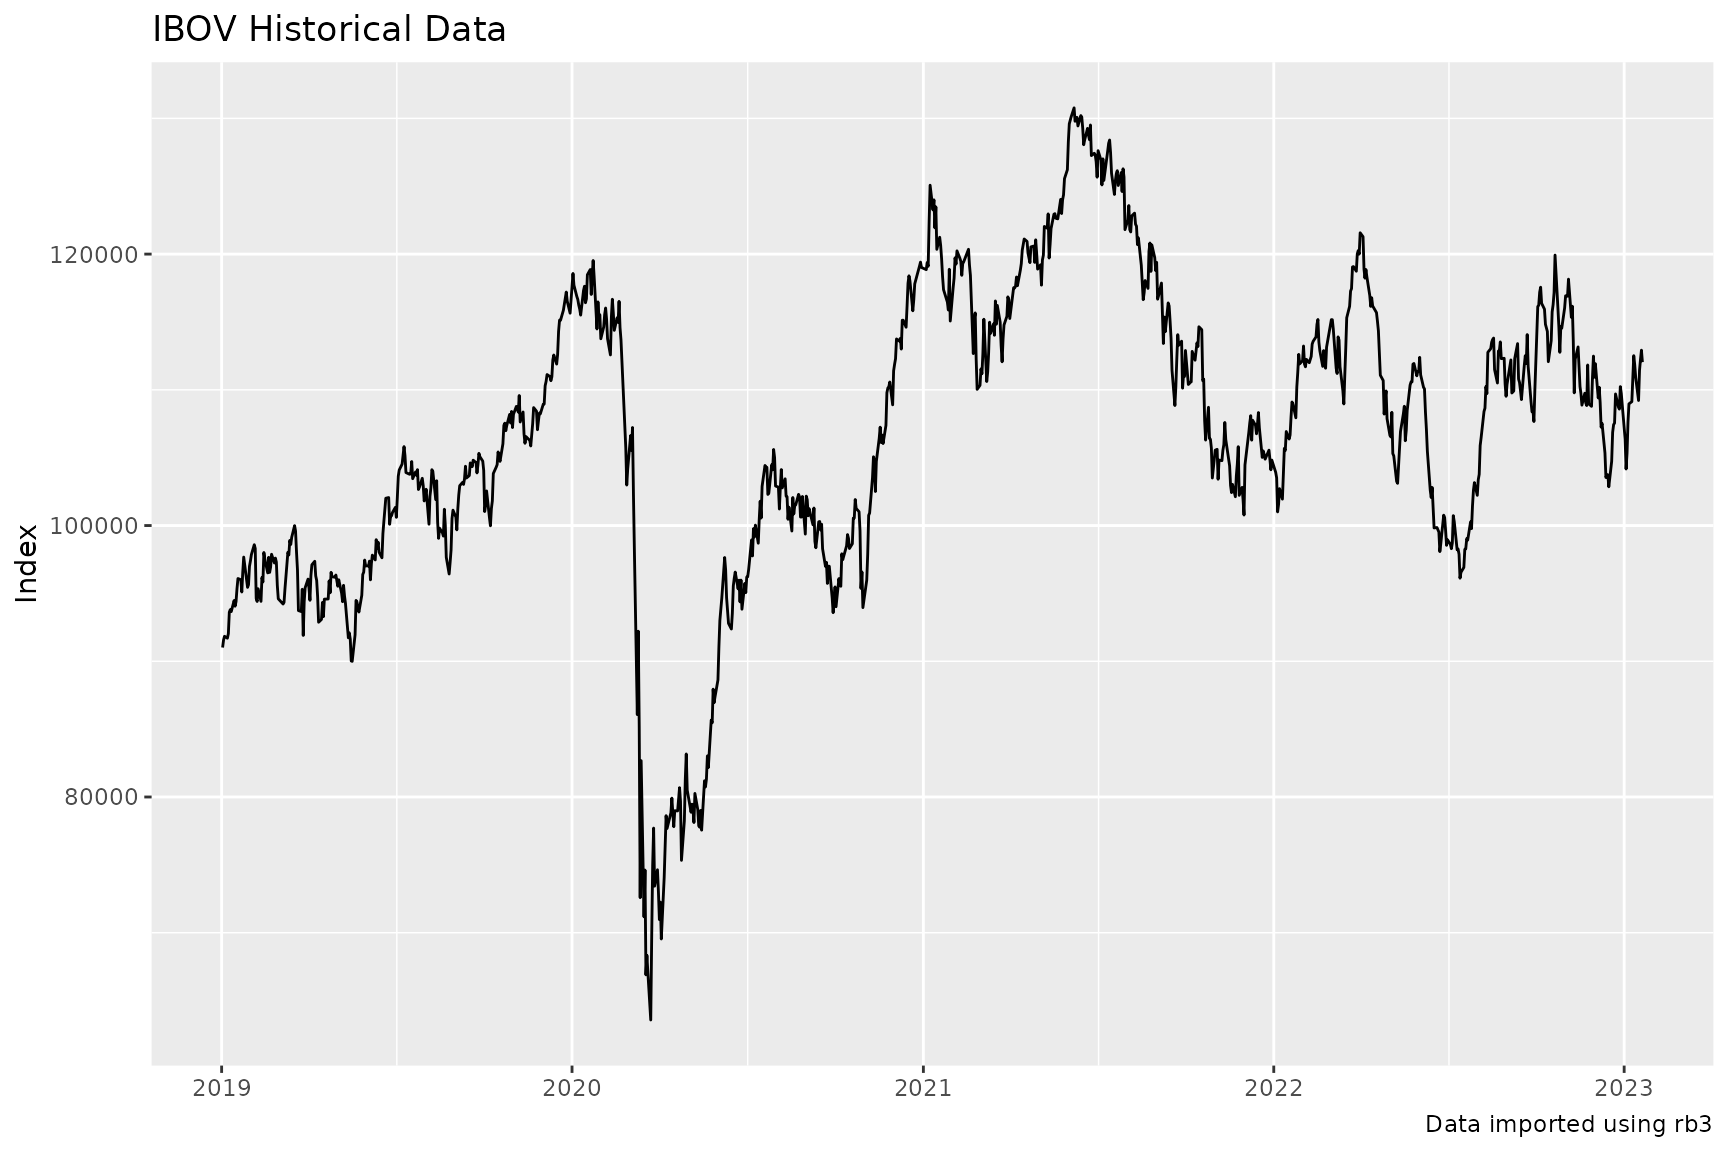 IBOV Historical Data
Index
120000
100000
80000
2019 2020 2021 2022 2023
Data imported using rb3